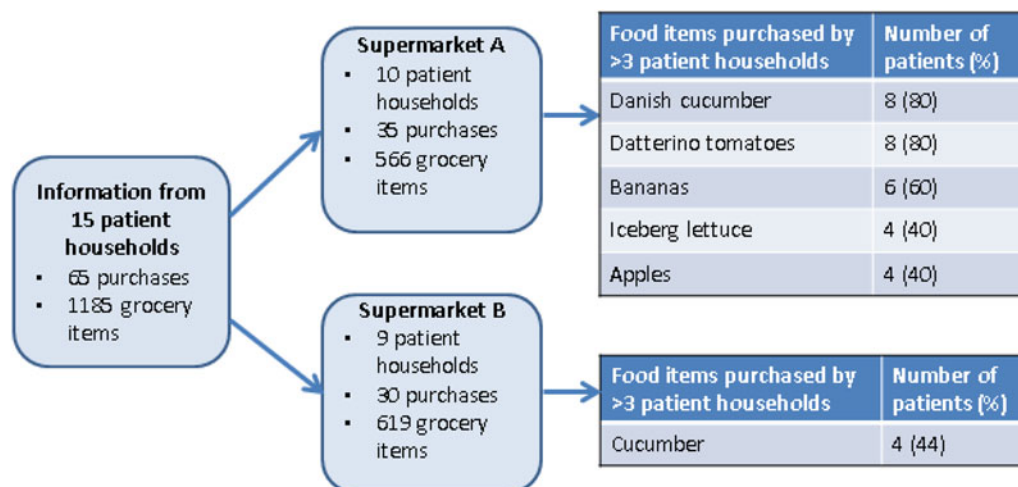 Information from
15 patient
households
▪ 65 purchases
▪ 1185 grocery
items
Supermarket A
▪ 10 patient
households
▪ 35 purchases
▪ 566 grocery
items
Food items purchased by
>3 patient households
Number of
patients (%)
Danish cucumber 8 (80)
Datterino tomatoes 8 (80)
Bananas 6 (60)
Iceberg lettuce 4 (40)
Apples 4 (40)
Supermarket B
▪ 9 patient
households
▪ 30 purchases
▪ 619 grocery
items
Food items purchased by
>3 patient households
Number of
patients (%)
Cucumber 4 (44)